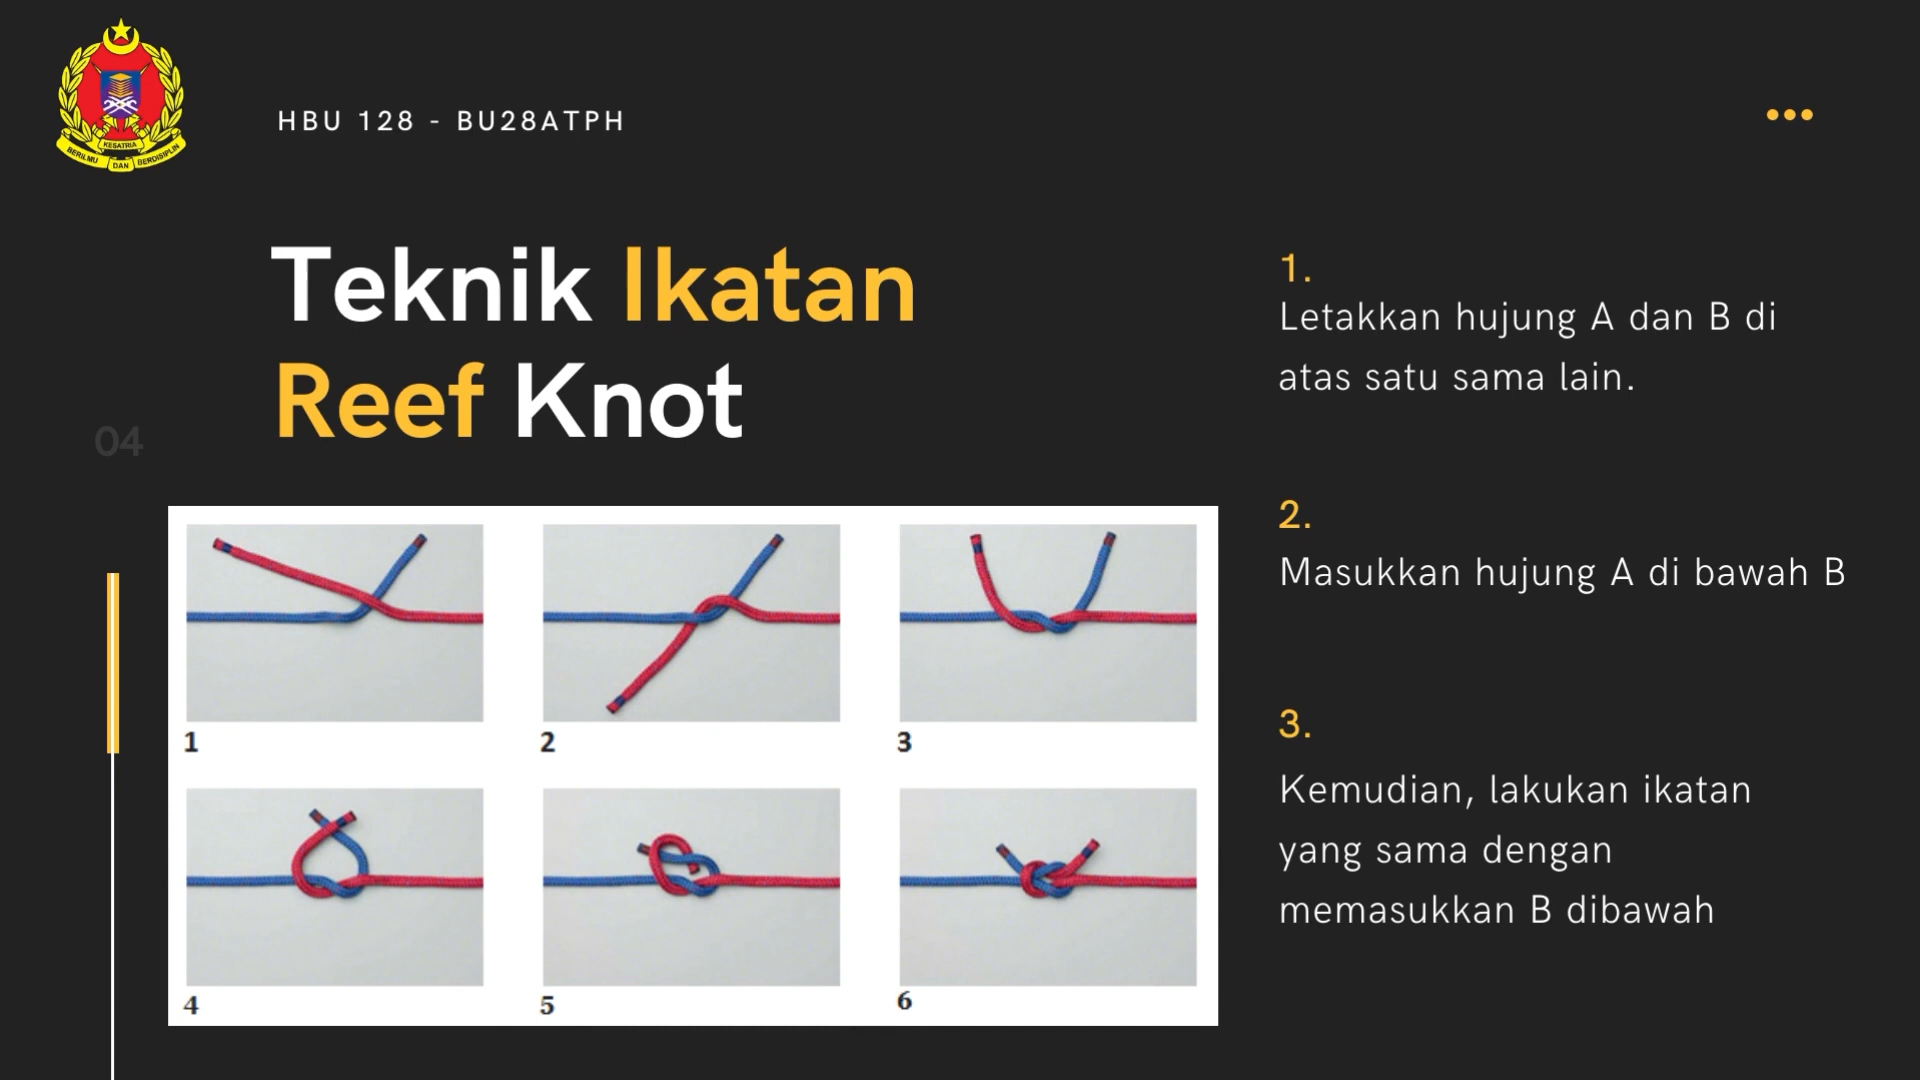 KESATRIA
BERILMU DAN BERDISIPLIN
HBU 128 - BU28ATPH
Teknik Ikatan
Reef Knot
04
1
2
3
4
5
6
1.
Letakkan hujung A dan B di
atas satu sama lain.
2.
Masukkan hujung A di bawah B
3.
Kemudian, lakukan ikatan
yang sama dengan
memasukkan B dibawah